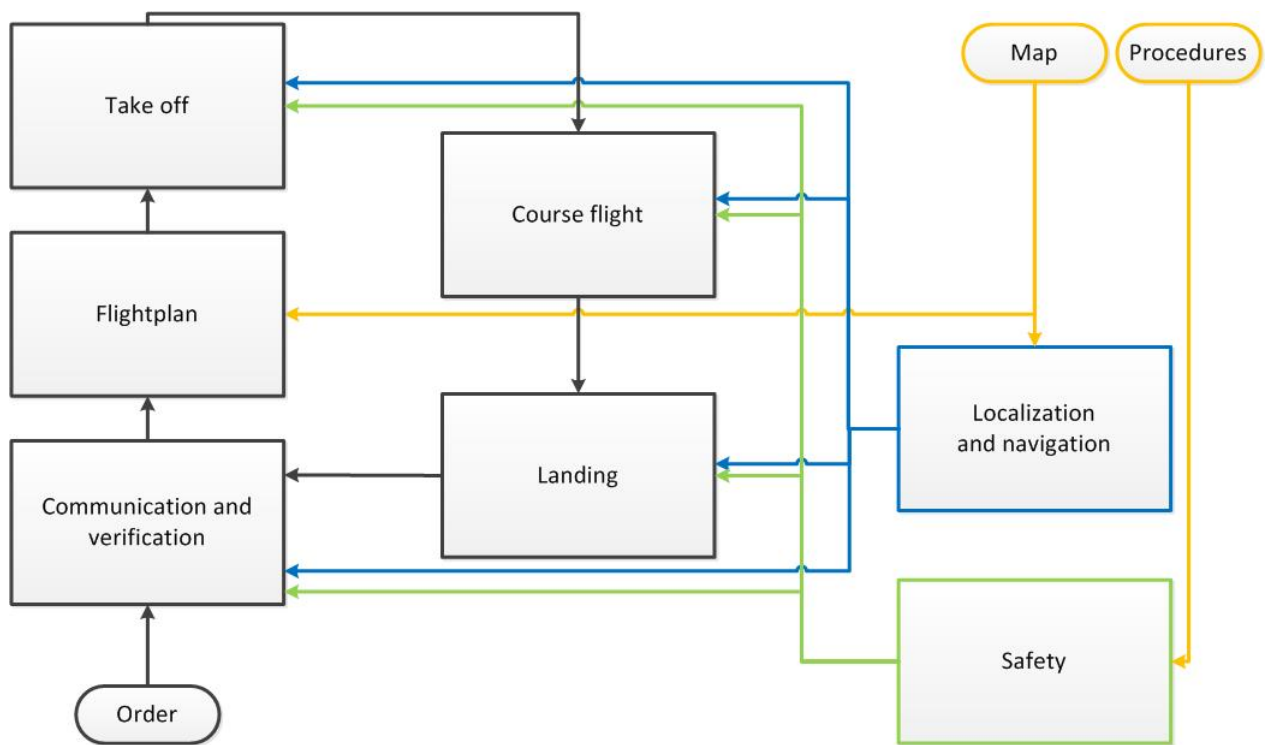 Map
Procedures
Take off
Course flight
Flightplan
Localization
and navigation
Landing
Communication and
verification
Safety
Order